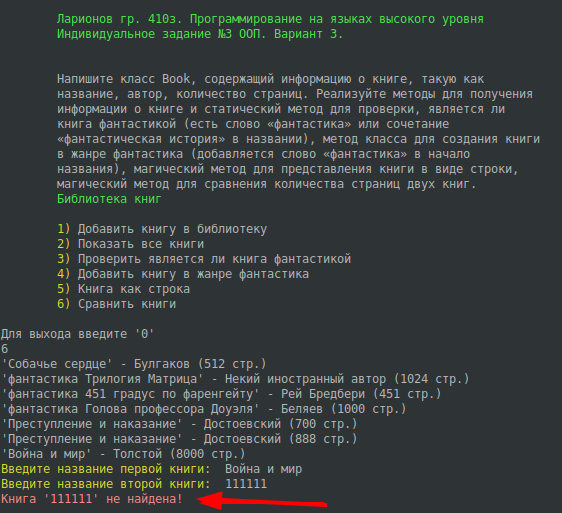 Ларионов гр. 410з. Программирование на языках высокого уровня
Индивидуальное задание №3 ООП. Вариант 3.
Напишите класс Book, содержащий информацию о книге, такую как
название, автор, количество страниц. Реализуйте методы для получения
информации о книге и статический метод для проверки, является ли
книга фантастикой (есть слово «фантастика» или сочетание
«фантастическая история» в названии), метод класса для создания книги
в жанре фантастика (добавляется слово «фантастика» в начало
названия), магический метод для представления книги в виде строки,
магический метод для сравнения количества страниц двух книг.
Библиотека книг
1) Добавить книгу в библиотеку
2) Показать все книги
3) Проверить является ли книга фантастикой
4) Добавить книгу в жанре фантастика
5) Книга как строка
6) Сравнить книги
Для выхода введите '0'
6
'Собачье сердце' - Булгаков (512 стр.)
'фантастика Трилогия Матрица' - Некий иностранный автор (1024 стр.)
'фантастика 451 градус по фаренгейту' - Рей Бредбери (451 стр.)
'фантастика Голова профессора Доуэля' - Беляев (1000 стр.)
'Преступление и наказание' - Достоевский (700 стр.)
'Преступление и наказание' - Достоевский (888 стр.)
'Война и мир' - Толстой (8000 стр.)
Введите название первой книги: Война и мир
Введите название второй книги: 111111
Книга '111111' не найдена!